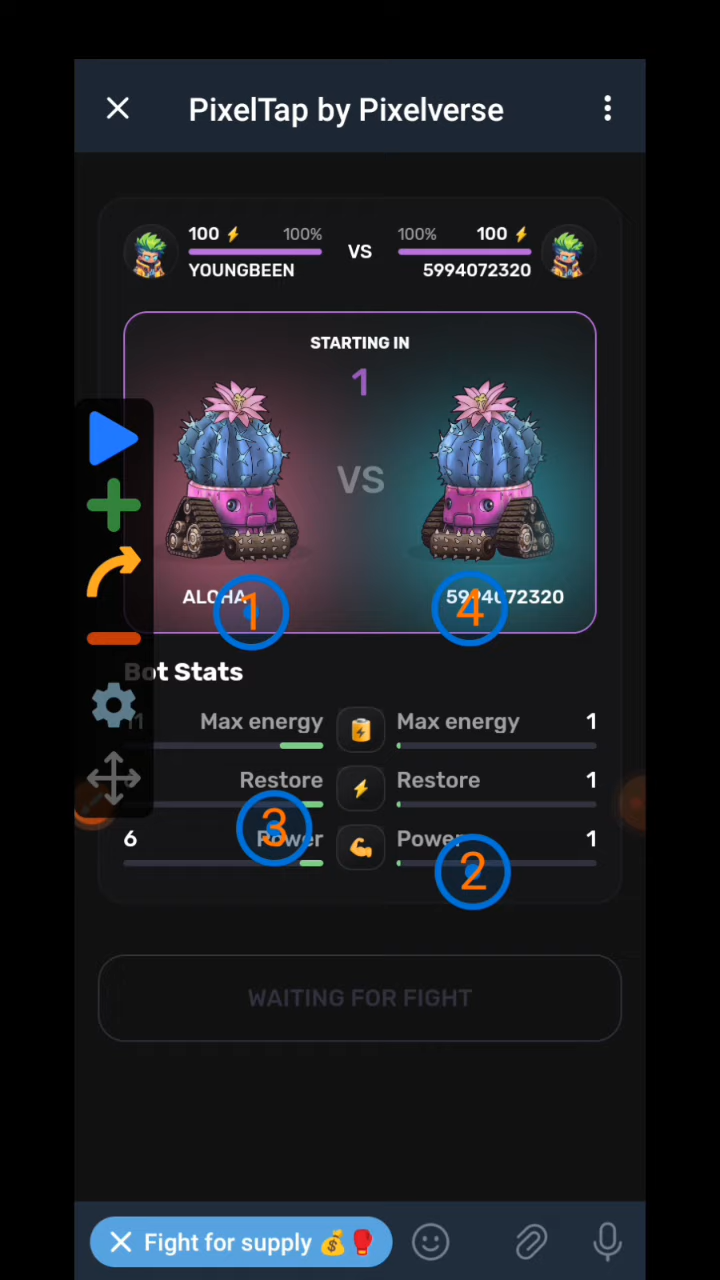 PixelTap by Pixelverse
100 100% VS 100% 100
YOUNGBEEN 5994072320
STARTING IN
1
VS
ALOHA 5994072320
1 4
Bot Stats
11 Max energy Max energy 1
Restore Restore 1
6 Power Power 1
3 2
WAITING FOR FIGHT
Fight for supply 💰🥊